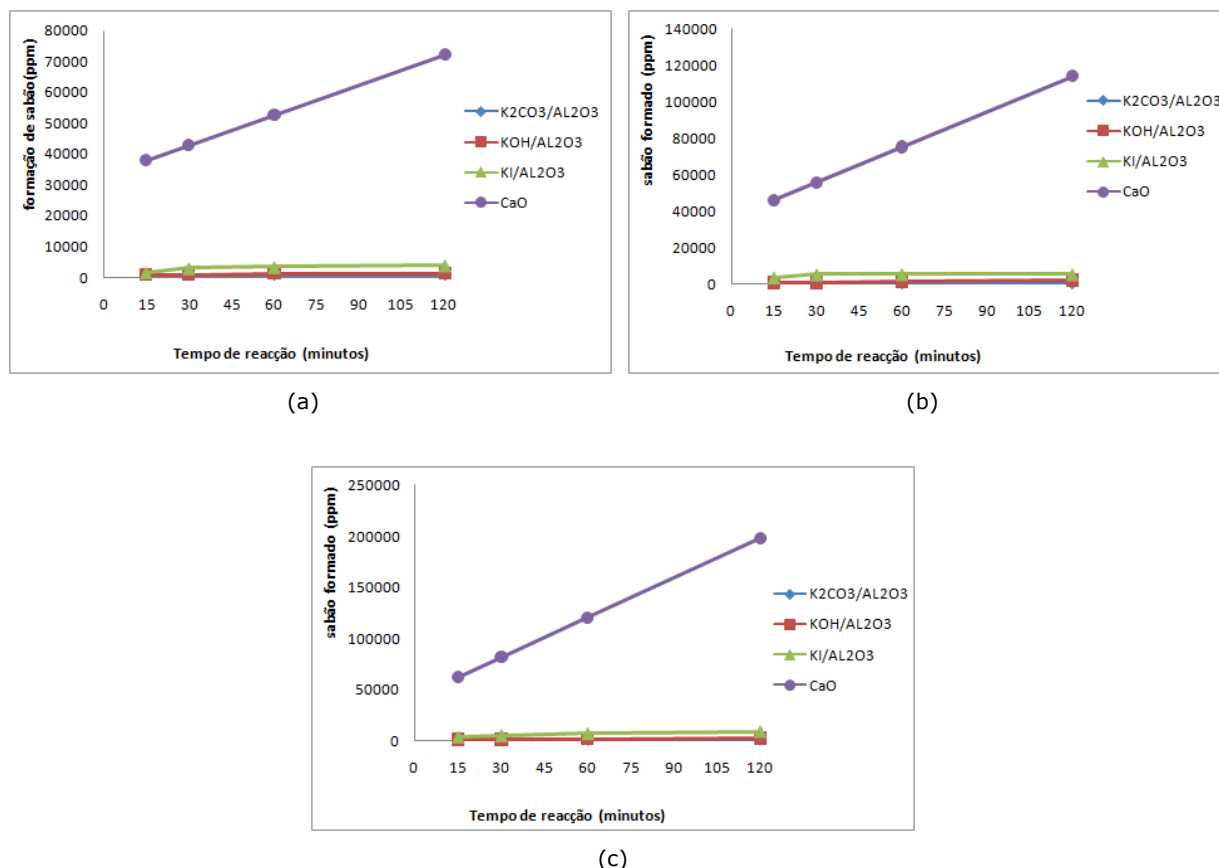 formação de sabão(ppm)
80000
70000
60000
50000
40000
30000
20000
10000
0
0 15 30 45 60 75 90 105 120
Tempo de reacção (minutos)
K2CO3/AL2O3
KOH/AL2O3
KI/AL2O3
CaO
(a)
sabão formado (ppm)
140000
120000
100000
80000
60000
40000
20000
0
0 15 30 45 60 75 90 105 120
Tempo de reacção (minutos)
K2CO3/AL2O3
KOH/AL2O3
KI/AL2O3
CaO
(b)
sabão formado (ppm)
250000
200000
150000
100000
50000
0
0 15 30 45 60 75 90 105 120
Tempo de reacção (minutos)
K2CO3/AL2O3
KOH/AL2O3
KI/AL2O3
CaO
(c)